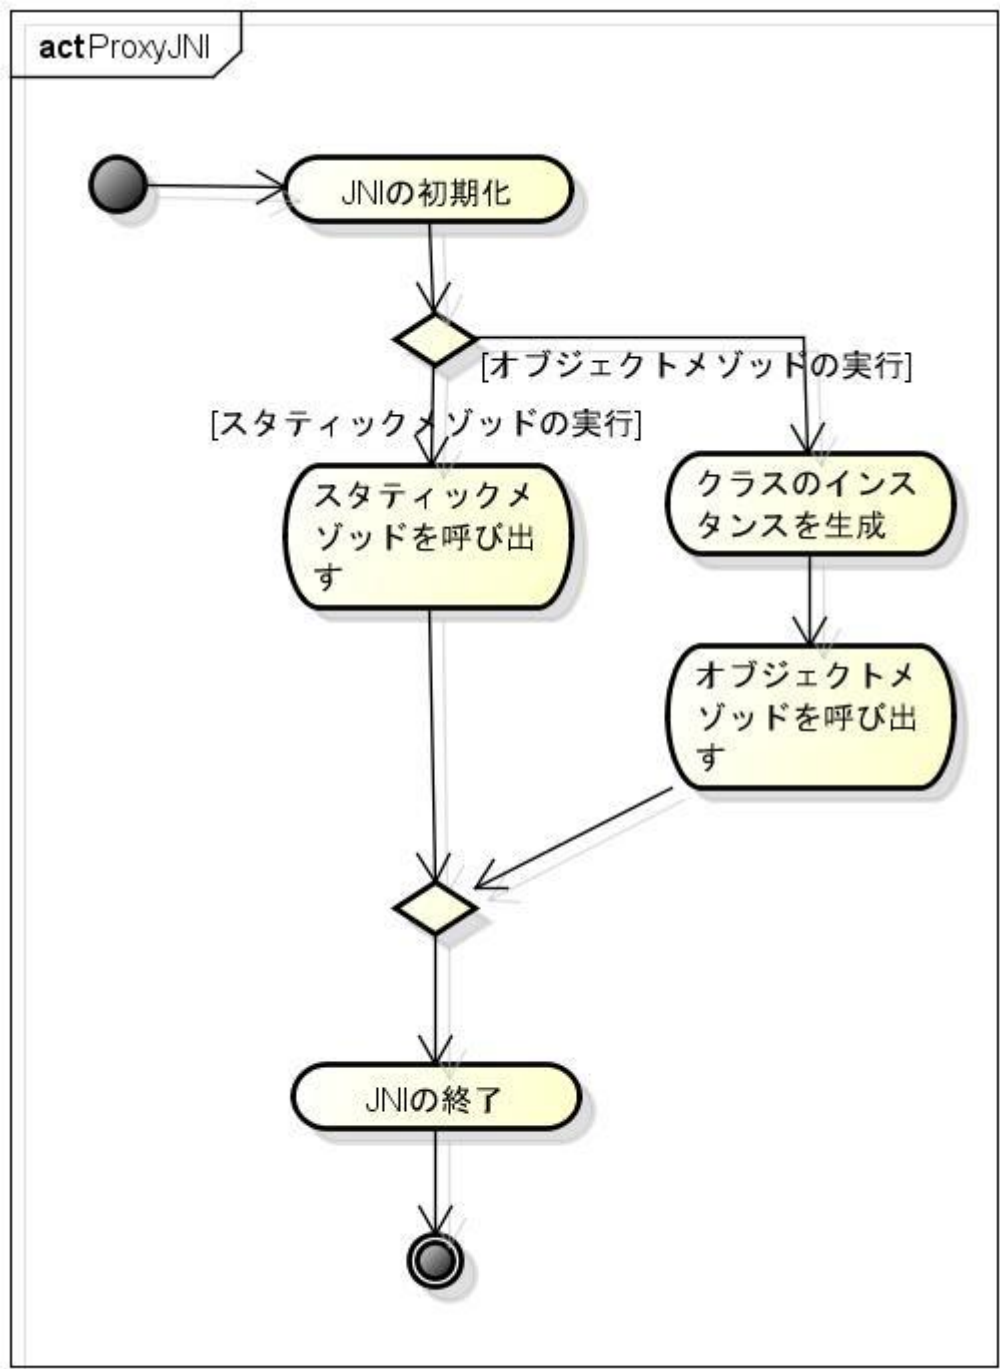 actProxyJNI
JNIの初期化
[オブジェクトメゾッドの実行]
[スタティックメゾッドの実行]
スタティックメ
ゾッドを呼び出
す
クラスのインス
タンスを生成
オブジェクトメ
ゾッドを呼び出
す
JNIの終了